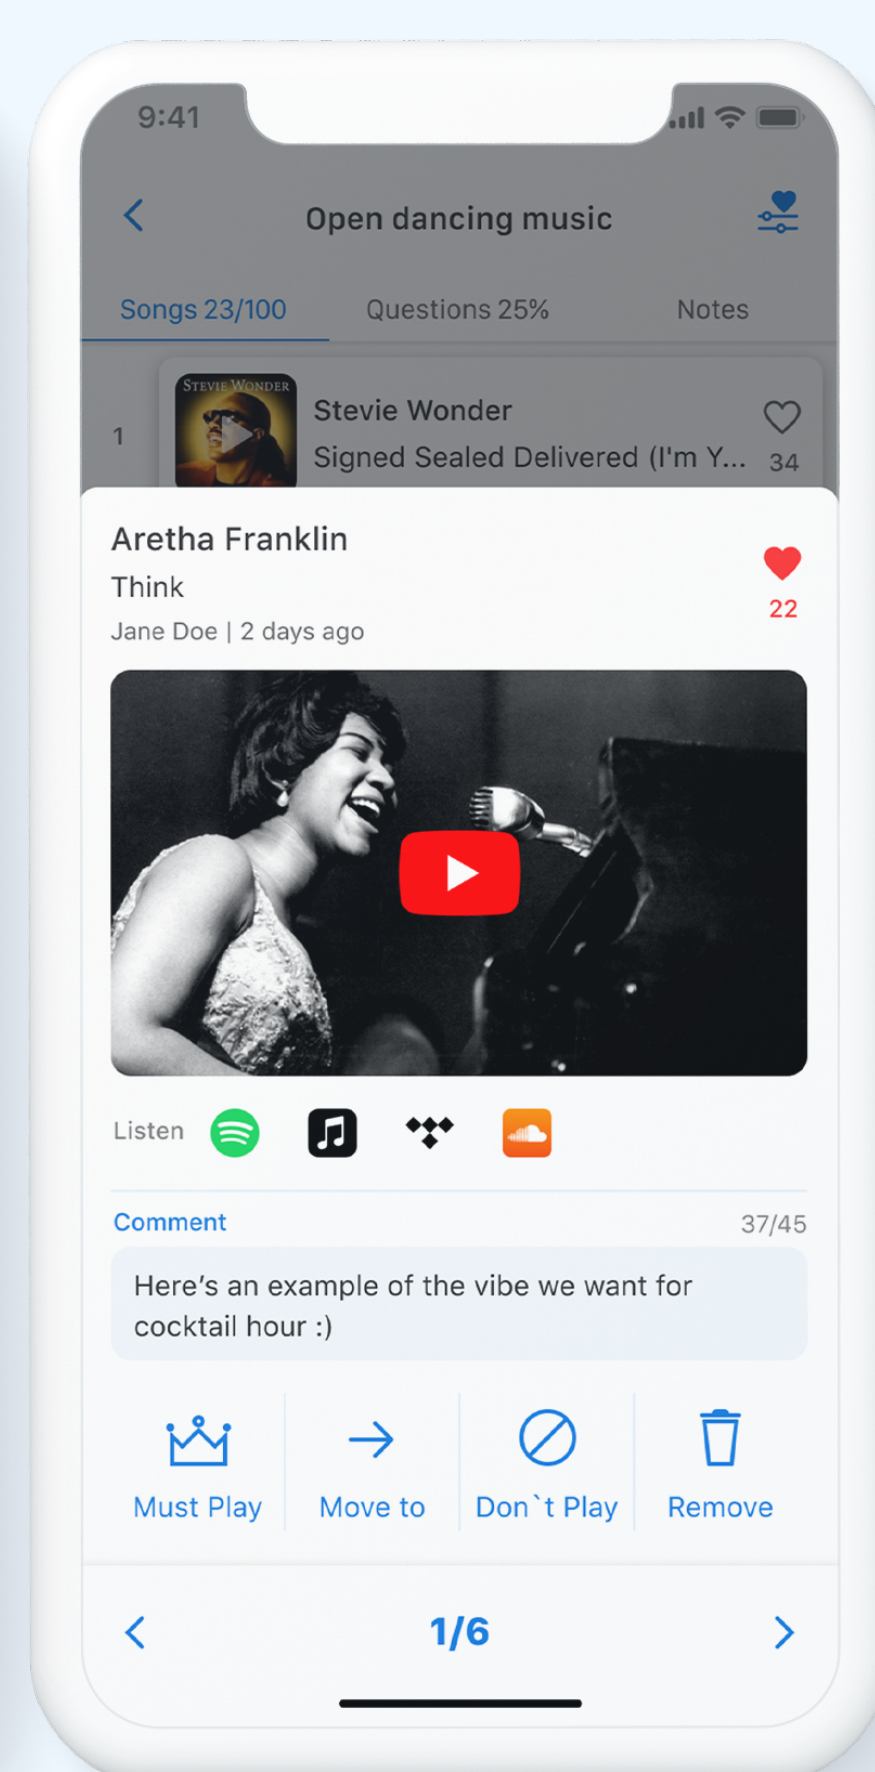 9:41
Open dancing music
Songs 23/100 Questions 25% Notes
STEVIE WONDER
1
Stevie Wonder
Signed Sealed Delivered (I'm Y...
34
Aretha Franklin
Think
Jane Doe | 2 days ago
22
Listen
Comment 37/45
Here's an example of the vibe we want for
cocktail hour :)
Must Play Move to Don`t Play Remove
1/6